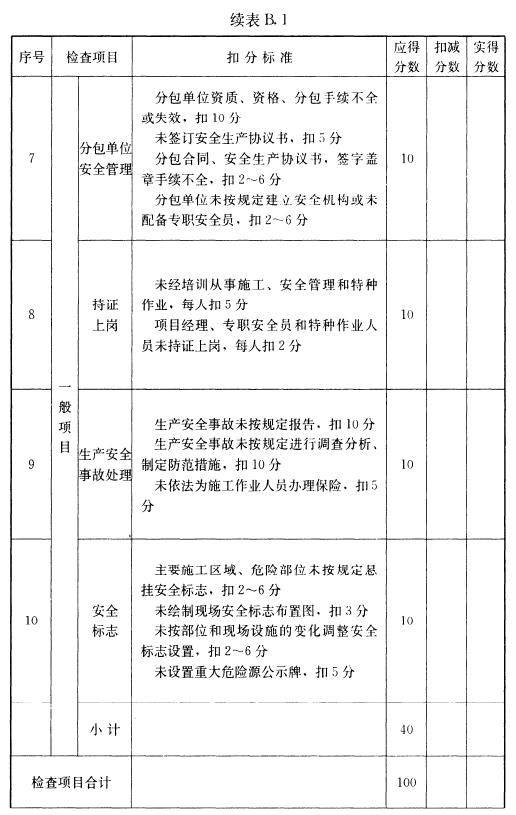 续表 B.1
序号 检查项目 扣分标准 应得分数 扣减分数 实得分数
一般项目
7 分包单位安全管理
分包单位资质、资格、分包手续不全
或失效，扣 10 分
未签订安全生产协议书，扣 5 分
分包合同、安全生产协议书，签字盖
章手续不全，扣 2～6 分
分包单位未按规定建立安全机构或未
配备专职安全员，扣 2～6 分
10
8 持证上岗
未经培训从事施工、安全管理和特种
作业，每人扣 5 分
项目经理、专职安全员和特种作业人
员未持证上岗，每人扣 2 分
10
9 生产安全事故处理
生产安全事故未按规定报告，扣 10 分
生产安全事故未按规定进行调查分析、
制定防范措施，扣 10 分
未依法为施工作业人员办理保险，扣 5
分
10
10 安全标志
主要施工区域、危险部位未按规定悬
挂安全标志，扣 2～6 分
未绘制现场安全标志布置图，扣 3 分
未按部位和现场设施的变化调整安全
标志设置，扣 2～6 分
未设置重大危险源公示牌，扣 5 分
10
小计 40
检查项目合计 100